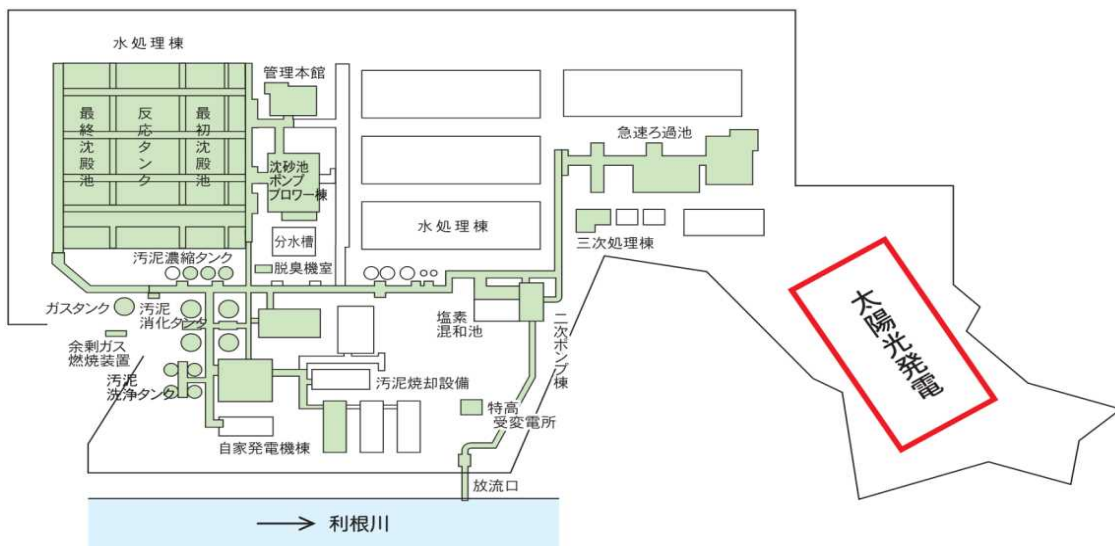 水処理棟
管理本館
最終沈殿池
反応タンク
最初沈殿池
沈砂池
ポンプ
ブロワー棟
急速ろ過池
水処理棟
分水槽
三次処理棟
汚泥濃縮タンク
脱臭機室
ガスタンク
汚泥
消化タンク
塩素
混和池
二次ポンプ棟
太陽光発電
余剰ガス
燃焼装置
汚泥
洗浄タンク
汚泥焼却設備
特高
受変電所
自家発電機棟
放流口
利根川